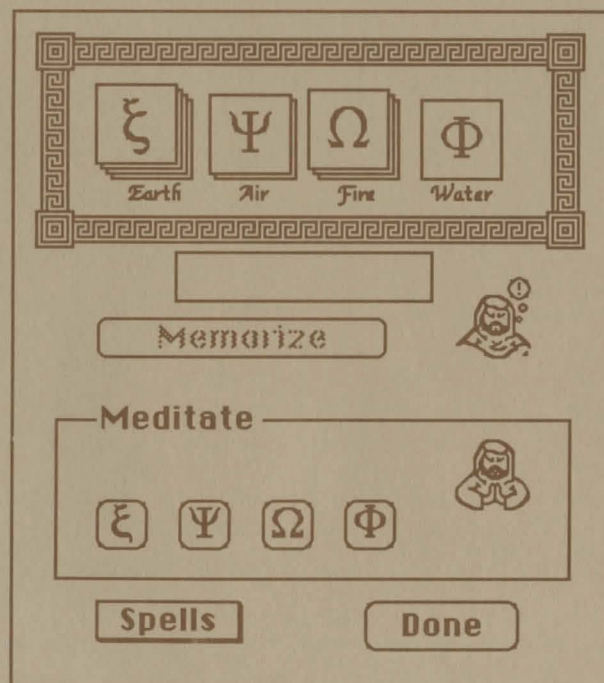 ξ Ψ Ω Φ
Earth Air Fire Water
Memorize
Meditate
ξ Ψ Ω Φ
Spells Done